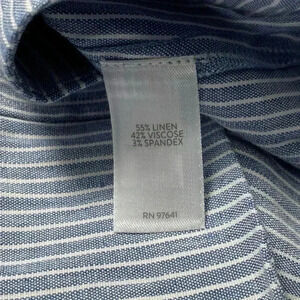 55% LINEN
42% VISCOSE
3% SPANDEX
RN 97641